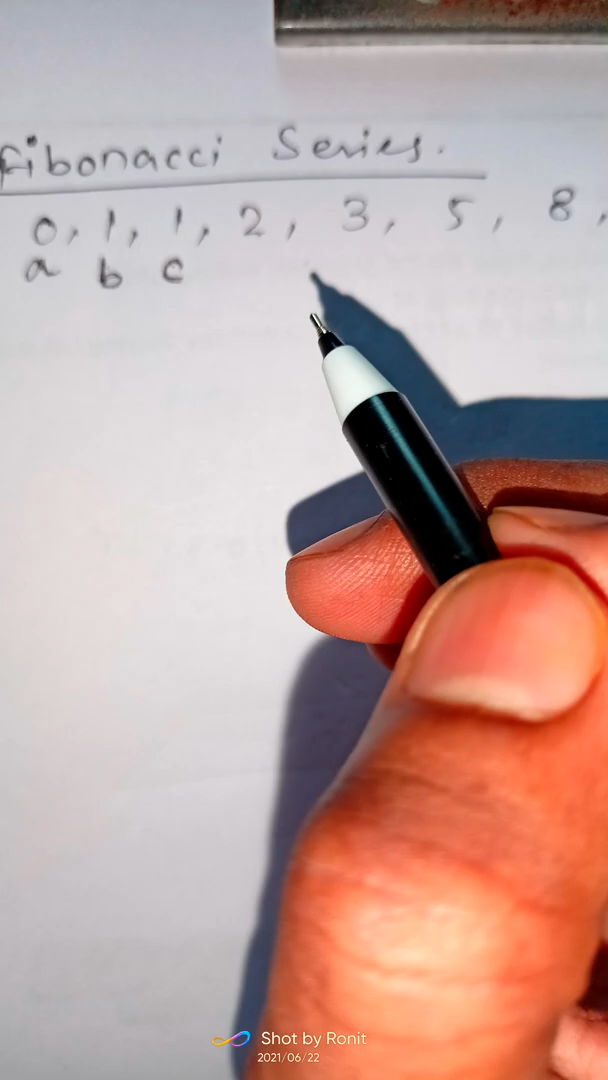 Fibonacci Series.
0, 1, 1, 2, 3, 5, 8,
a b c
Shot by Ronit
2021/06/22